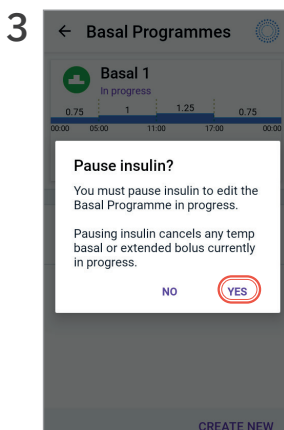 3
← Basal Programmes
Basal 1
In progress
0.75 1 1.25 0.75
00:00 05:00 11:00 17:00 00:00
Pause insulin?
You must pause insulin to edit the
Basal Programme in progress.
Pausing insulin cancels any temp
basal or extended bolus currently
in progress.
NO YES
CREATE NEW